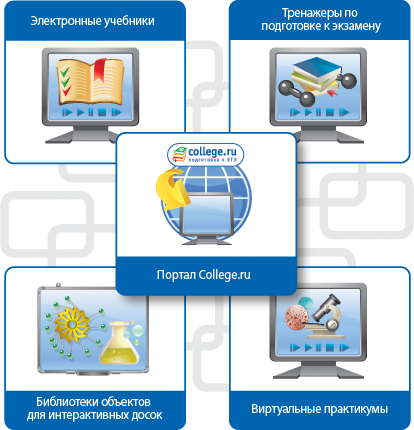 Электронные учебники
Тренажеры по
подготовке к экзамену
college.ru
подготовка к ЕГЭ
Портал College.ru
Библиотеки объектов
для интерактивных досок
Виртуальные практикумы